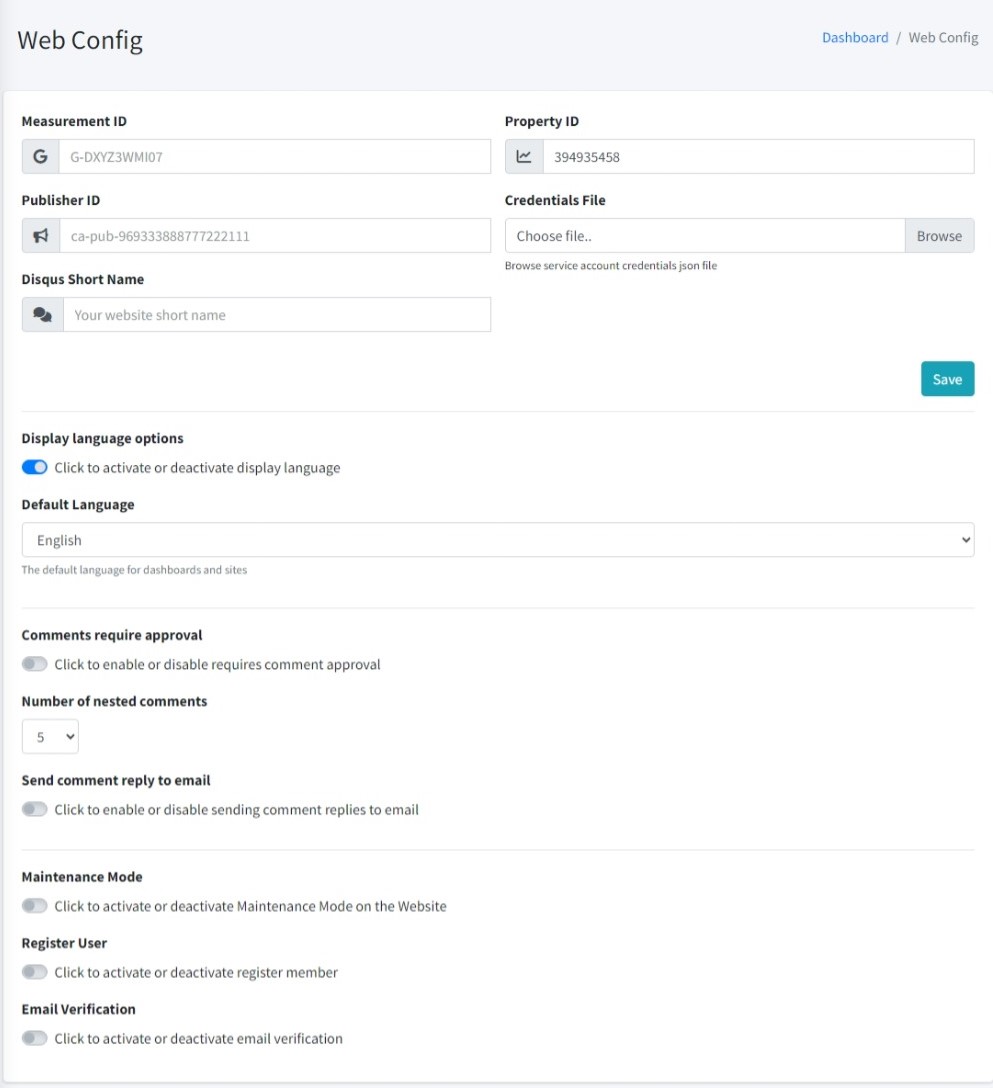 Web Config
Dashboard / Web Config
Measurement ID
G-DXYZ3WMI07
Property ID
394935458
Publisher ID
ca-pub-969333888777222111
Credentials File
Choose file..
Browse
Browse service account credentials json file
Disqus Short Name
Your website short name
Save
Display language options
Click to activate or deactivate display language
Default Language
English
The default language for dashboards and sites
Comments require approval
Click to enable or disable requires comment approval
Number of nested comments
5
Send comment reply to email
Click to enable or disable sending comment replies to email
Maintenance Mode
Click to activate or deactivate Maintenance Mode on the Website
Register User
Click to activate or deactivate register member
Email Verification
Click to activate or deactivate email verification